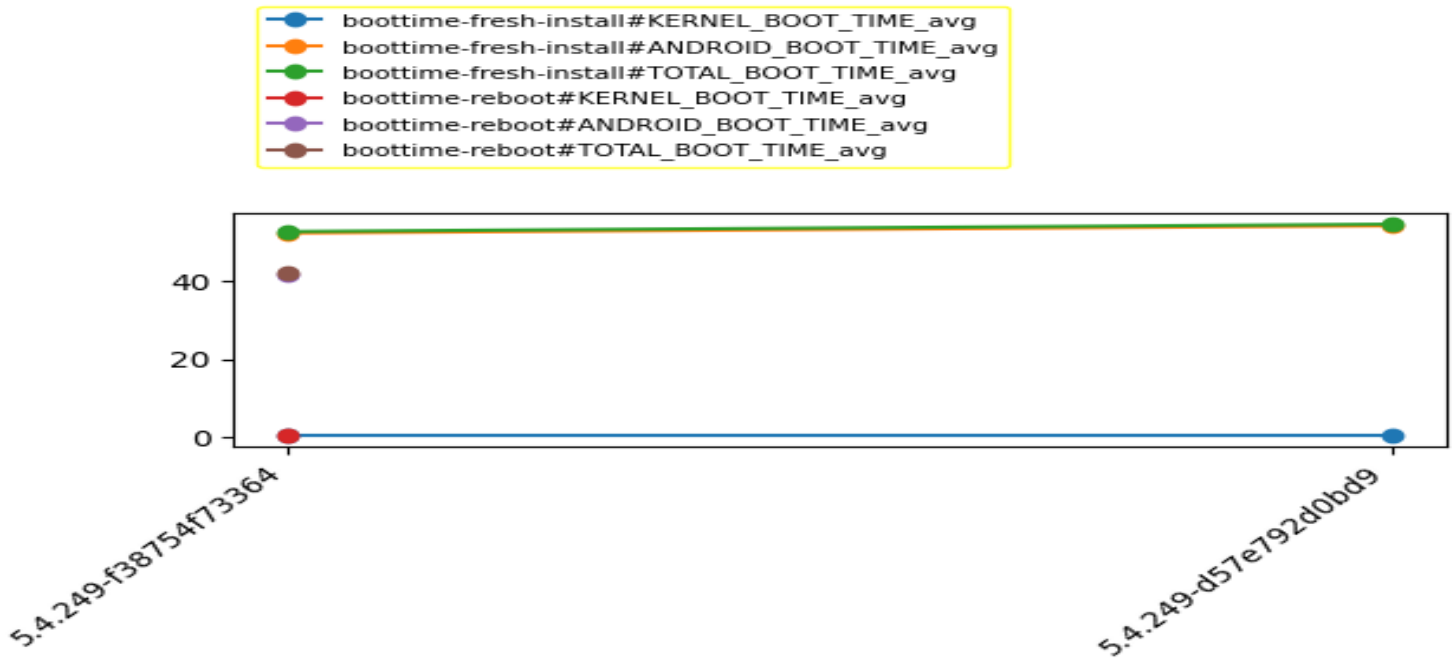 boottime-fresh-install#KERNEL_BOOT_TIME_avg
boottime-fresh-install#ANDROID_BOOT_TIME_avg
boottime-fresh-install#TOTAL_BOOT_TIME_avg
boottime-reboot#KERNEL_BOOT_TIME_avg
boottime-reboot#ANDROID_BOOT_TIME_avg
boottime-reboot#TOTAL_BOOT_TIME_avg
40
20
0
5.4.249-f38754f73364
5.4.249-d57e792d0bd9